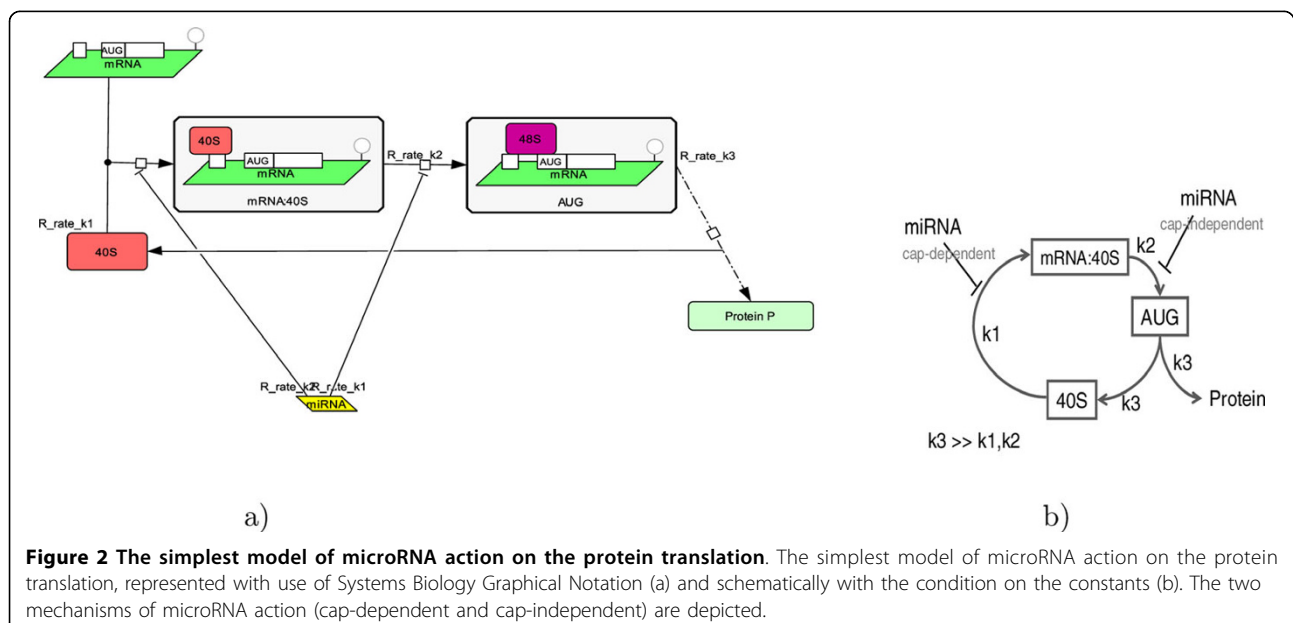 AUG
mRNA
40S
AUG
mRNA
mRNA:40S
R_rate_k2
48S
AUG
mRNA
AUG
R_rate_k3
R_rate_k1
40S
Protein P
R_rate_k2
R_r..te_k1
miRNA
a)
miRNA
cap-dependent
miRNA
cap-independent
k2
mRNA:40S
AUG
k1
k3
40S
k3
Protein
k3 >> k1,k2
b)
Figure 2 The simplest model of microRNA action on the protein translation. The simplest model of microRNA action on the protein
translation, represented with use of Systems Biology Graphical Notation (a) and schematically with the condition on the constants (b). The two
mechanisms of microRNA action (cap-dependent and cap-independent) are depicted.